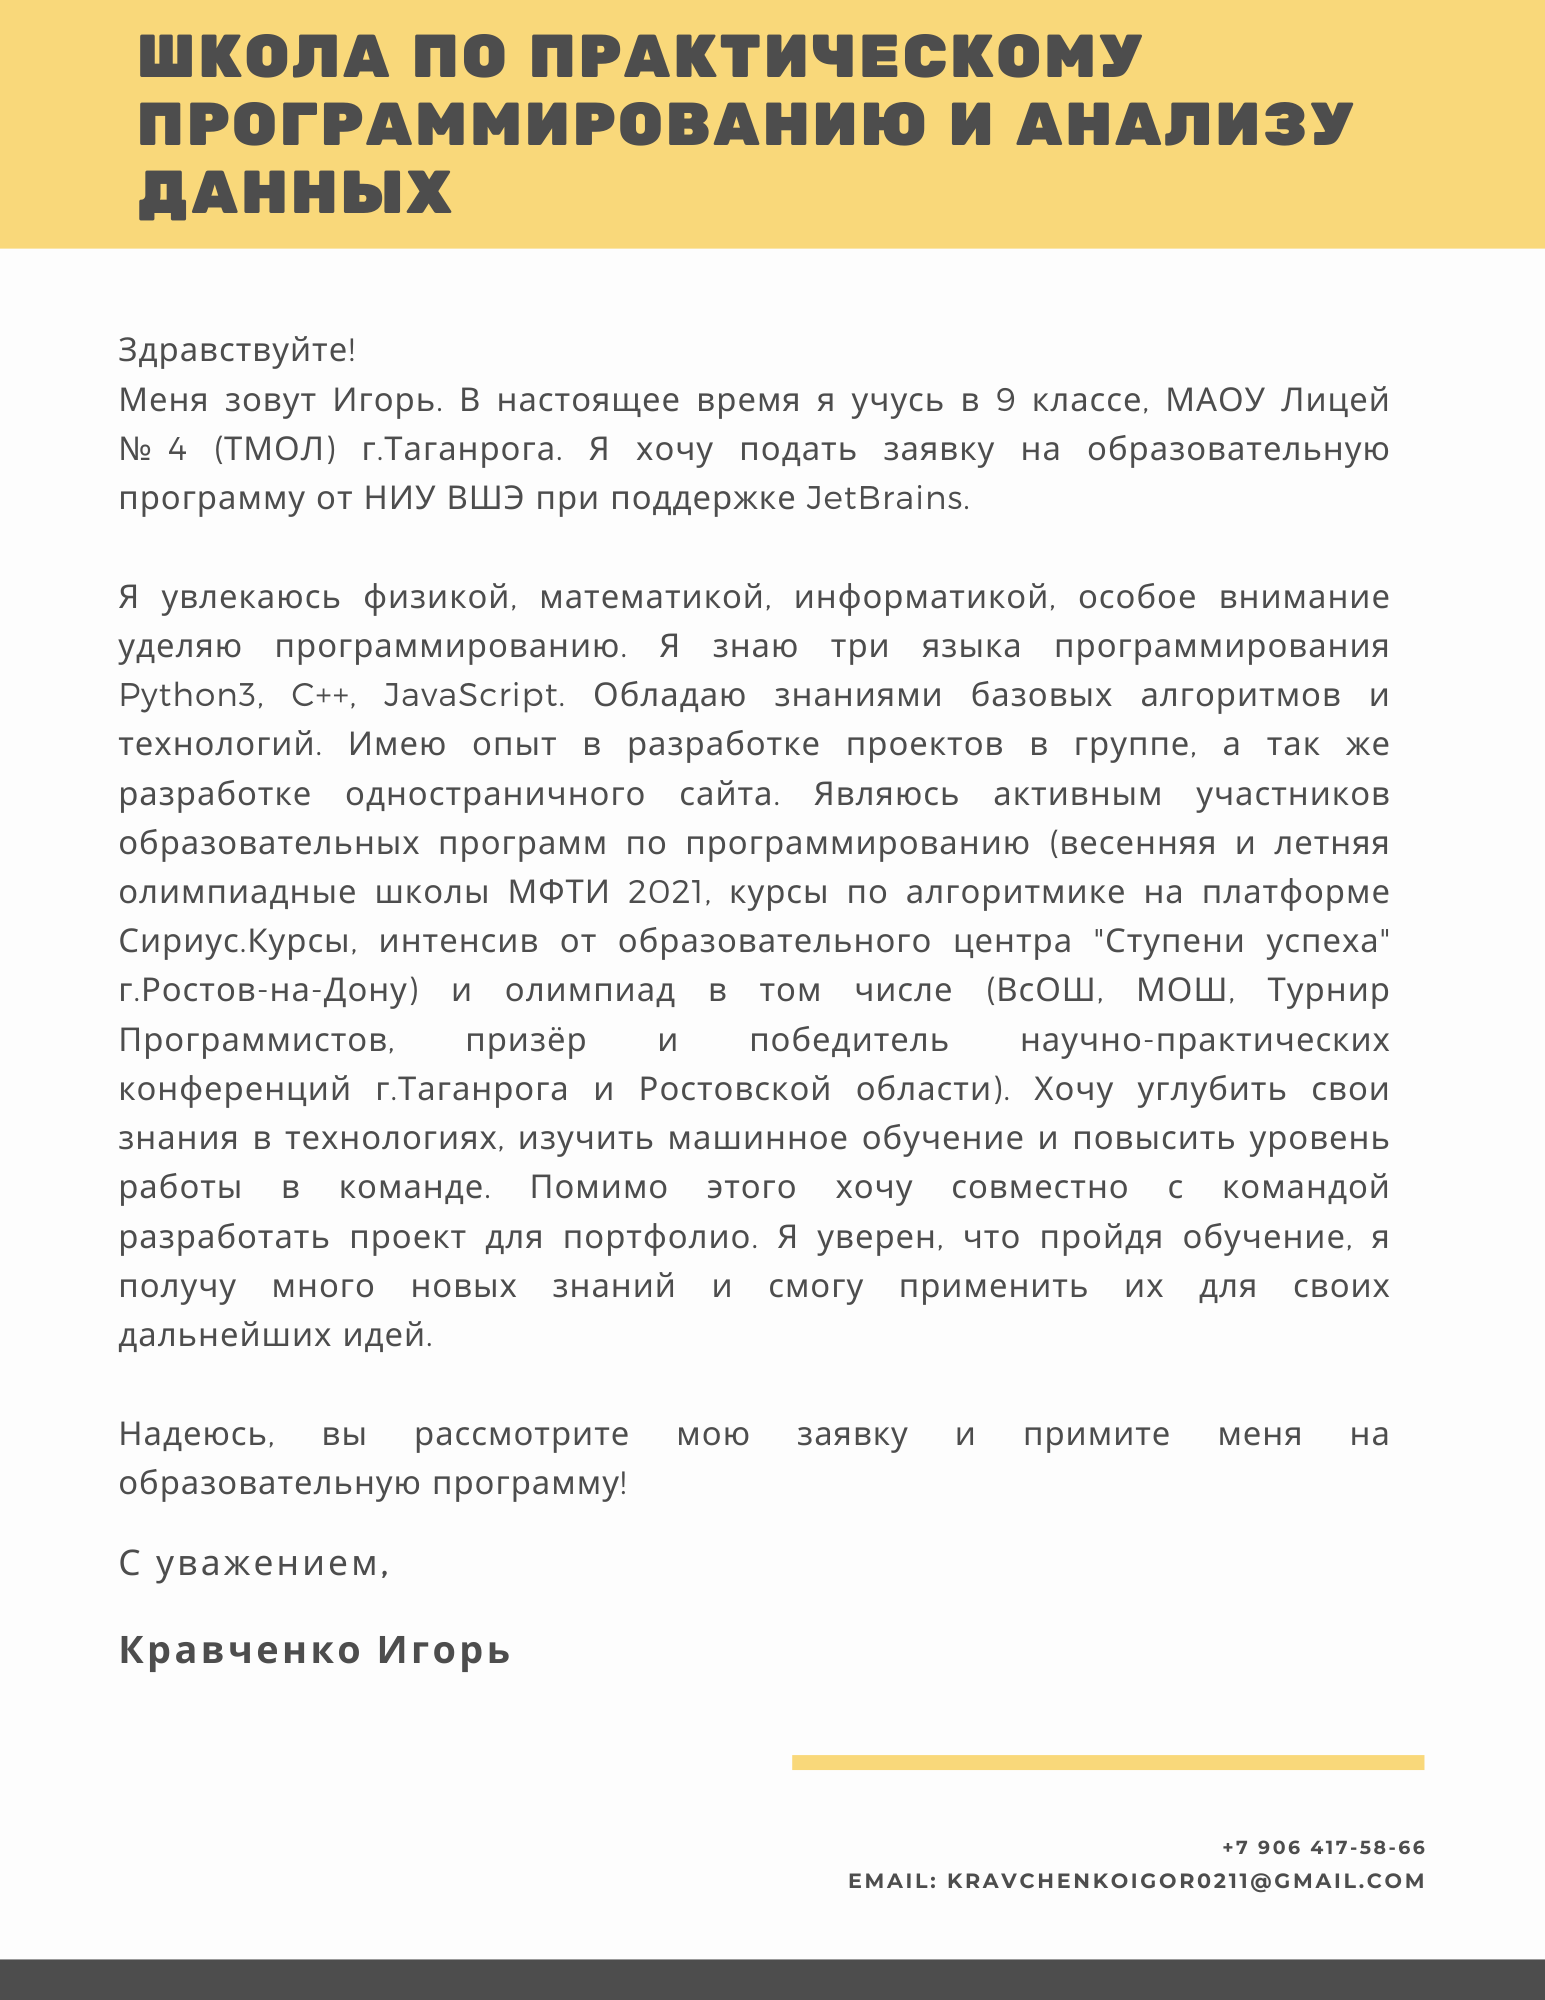 ШКОЛА ПО ПРАКТИЧЕСКОМУ
ПРОГРАММИРОВАНИЮ И АНАЛИЗУ
ДАННЫХ
Здравствуйте!
Меня зовут Игорь. В настоящее время я учусь в 9 классе, МАОУ Лицей
№ 4 (ТМОЛ) г.Таганрога. Я хочу подать заявку на образовательную
программу от НИУ ВШЭ при поддержке JetBrains.
Я увлекаюсь физикой, математикой, информатикой, особое внимание
уделяю программированию. Я знаю три языка программирования
Python3, C++, JavaScript. Обладаю знаниями базовых алгоритмов и
технологий. Имею опыт в разработке проектов в группе, а так же
разработке одностраничного сайта. Являюсь активным участников
образовательных программ по программированию (весенняя и летняя
олимпиадные школы МФТИ 2021, курсы по алгоритмике на платформе
Сириус.Курсы, интенсив от образовательного центра "Ступени успеха"
г.Ростов-на-Дону) и олимпиад в том числе (ВсОШ, МОШ, Турнир
Программистов, призёр и победитель научно-практических
конференций г.Таганрога и Ростовской области). Хочу углубить свои
знания в технологиях, изучить машинное обучение и повысить уровень
работы в команде. Помимо этого хочу совместно с командой
разработать проект для портфолио. Я уверен, что пройдя обучение, я
получу много новых знаний и смогу применить их для своих
дальнейших идей.
Надеюсь, вы рассмотрите мою заявку и примите меня на
образовательную программу!
С уважением,
Кравченко Игорь
+7 906 417-58-66
EMAIL: KRAVCHENKOIGOR0211@GMAIL.COM